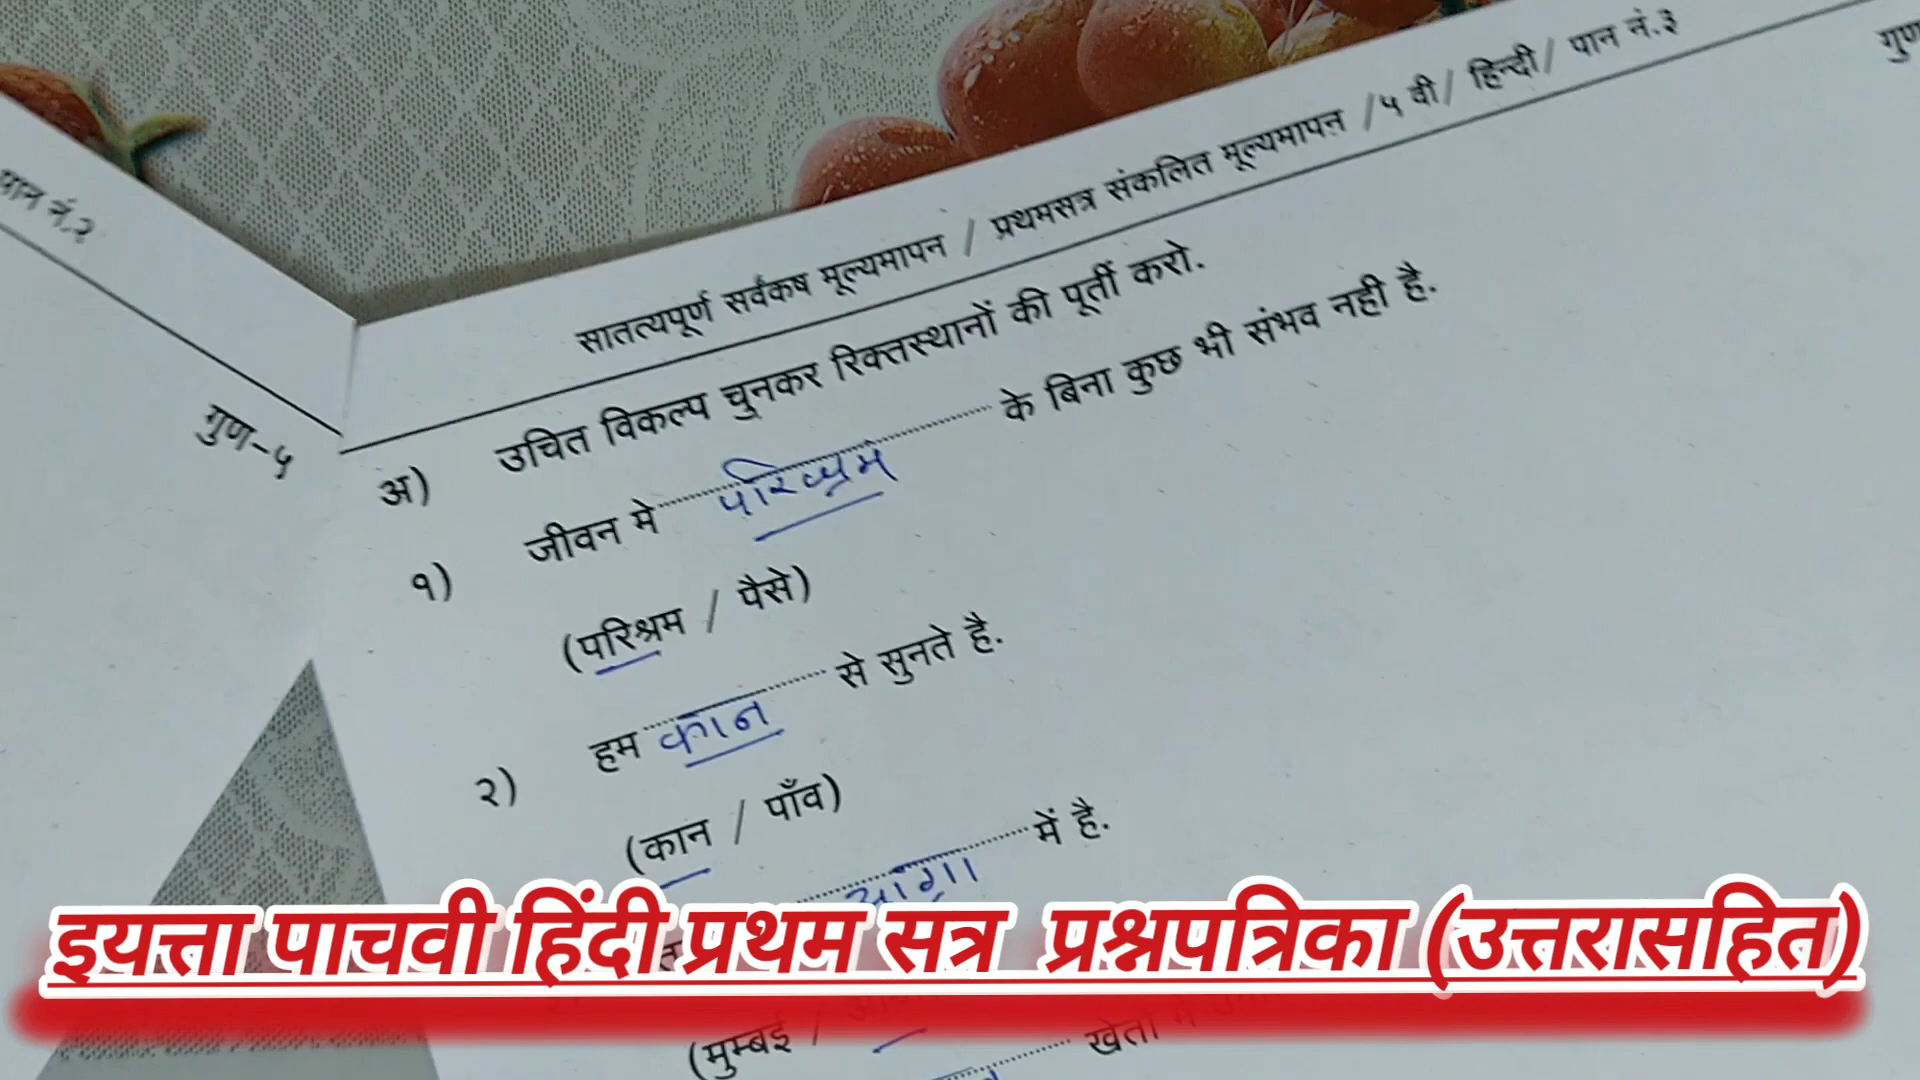 पान नं.२
गुण-५
सातत्यपूर्ण सर्वंकष मूल्यमापन / प्रथमसत्र संकलित मूल्यमापन /५ वी/ हिन्दी/ पान नं.३
गुण
अ) उचित विकल्प चुनकर रिक्तस्थानों की पूर्ती करो.
१) जीवन मे परिश्रम के बिना कुछ भी संभव नही है.
(परिश्रम / पैसे)
२) हम कान से सुनते है.
(कान / पाँव)
आग्रा में है.
इयत्ता पाचवी हिंदी प्रथम सत्र प्रश्नपत्रिका (उत्तरासहित)
(मुम्बई /